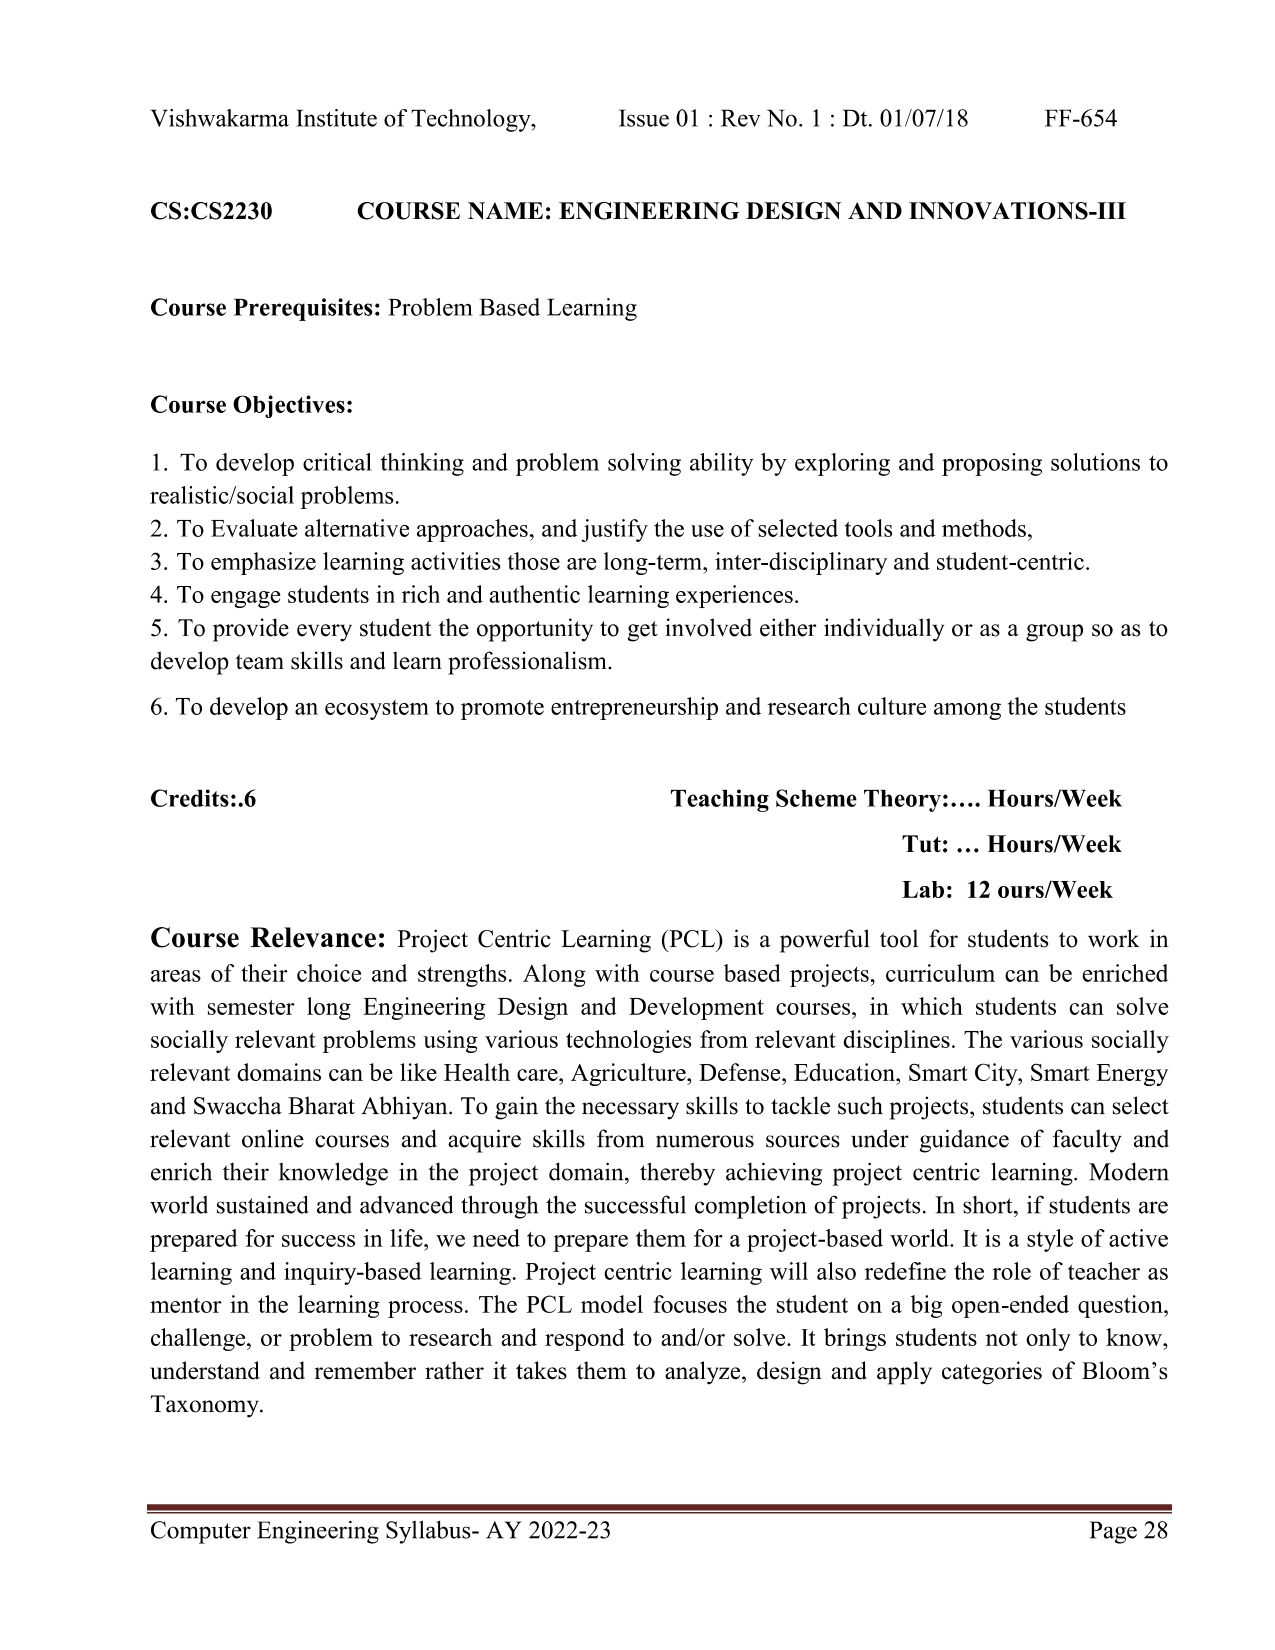 Vishwakarma Institute of Technology, Issue 01 : Rev No. 1 : Dt. 01/07/18 FF-654
CS:CS2230 COURSE NAME: ENGINEERING DESIGN AND INNOVATIONS-III
Course Prerequisites: Problem Based Learning
Course Objectives:
1. To develop critical thinking and problem solving ability by exploring and proposing solutions to
realistic/social problems.
2. To Evaluate alternative approaches, and justify the use of selected tools and methods,
3. To emphasize learning activities those are long-term, inter-disciplinary and student-centric.
4. To engage students in rich and authentic learning experiences.
5. To provide every student the opportunity to get involved either individually or as a group so as to
develop team skills and learn professionalism.
6. To develop an ecosystem to promote entrepreneurship and research culture among the students
Credits:.6 Teaching Scheme Theory:…. Hours/Week
Tut: … Hours/Week
Lab: 12 ours/Week
Course Relevance: Project Centric Learning (PCL) is a powerful tool for students to work in
areas of their choice and strengths. Along with course based projects, curriculum can be enriched
with semester long Engineering Design and Development courses, in which students can solve
socially relevant problems using various technologies from relevant disciplines. The various socially
relevant domains can be like Health care, Agriculture, Defense, Education, Smart City, Smart Energy
and Swaccha Bharat Abhiyan. To gain the necessary skills to tackle such projects, students can select
relevant online courses and acquire skills from numerous sources under guidance of faculty and
enrich their knowledge in the project domain, thereby achieving project centric learning. Modern
world sustained and advanced through the successful completion of projects. In short, if students are
prepared for success in life, we need to prepare them for a project-based world. It is a style of active
learning and inquiry-based learning. Project centric learning will also redefine the role of teacher as
mentor in the learning process. The PCL model focuses the student on a big open-ended question,
challenge, or problem to research and respond to and/or solve. It brings students not only to know,
understand and remember rather it takes them to analyze, design and apply categories of Bloom’s
Taxonomy.
Computer Engineering Syllabus- AY 2022-23 Page 28